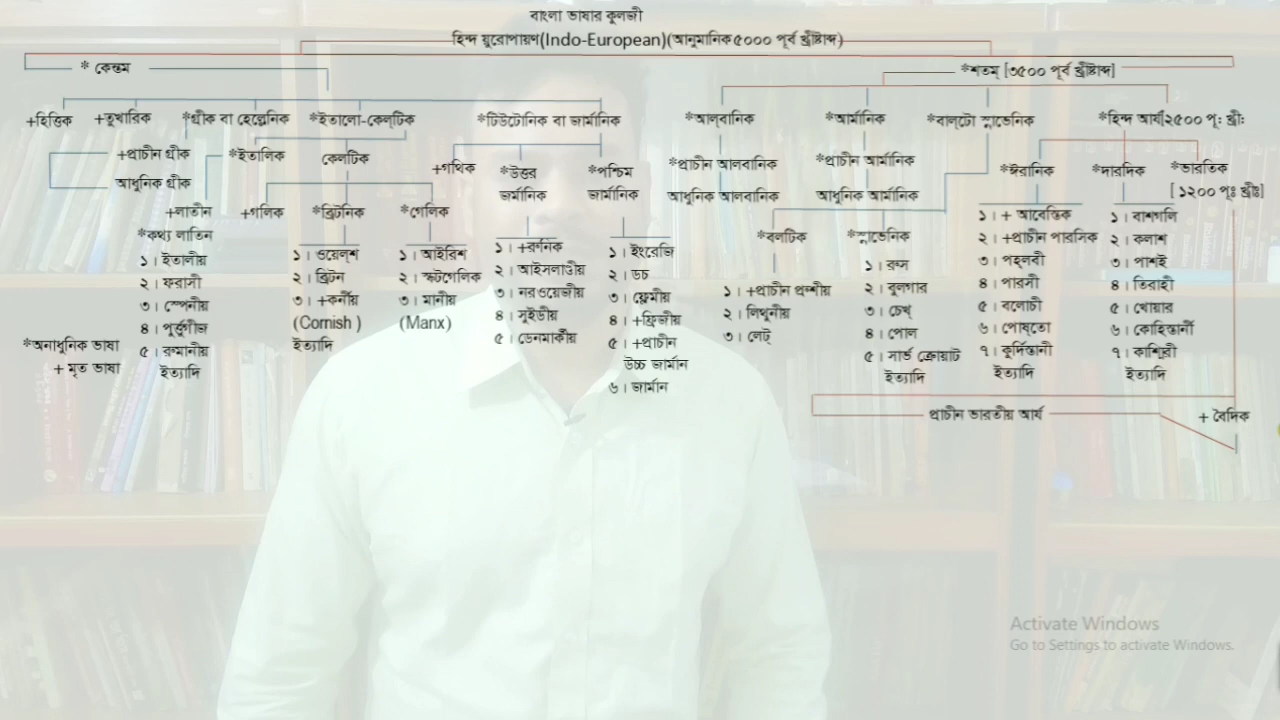 বাংলা ভাষার কুলজী
হিন্দ য়ুরোপায়ণ(Indo-European)(আনুমানিক৫০০০ পূর্ব খ্রীষ্টাব্দ)
* কেন্তম
*শতম্ [৩৫০০ পূর্ব খ্রীষ্টাব্দ]
+হিত্তিক
+তুখারিক
*গ্রীক বা হেল্লেনিক
*ইতালো-কেল্‌টিক
*টিউটোনিক বা জার্মানিক
*আল্‌বানিক
*আর্মানিক
*বাল্‌টো স্লাভেনিক
*হিন্দ আর্য[২৫০০ পূ: খ্রী:
+প্রাচীন গ্রীক
আধুনিক গ্রীক
*ইতালিক
কেলটিক
+গথিক
*উত্তর
জর্মানিক
*পশ্চিম
জার্মানিক
*প্রাচীন আলবানিক
আধুনিক আলবানিক
*প্রাচীন আর্মানিক
আধুনিক আর্মানিক
*ঈরানিক
*দারদিক
*ভারতিক
[ ১২০০ পূঃ খ্রীঃ]
+লাতীন
*কথ্য লাতিন
১। ইতালীয়
২। ফরাসী
৩। স্পেনীয়
৪। পুর্তুগীজ
৫। রুমানীয়
ইত্যাদি
+গলিক
*ব্রিটনিক
১। ওয়েল্‌শ
২। ব্রিটন
৩। +কর্নীয়
(Cornish )
ইত্যাদি
*গেলিক
১। আইরিশ
২। স্কটগেলিক
৩। মানীয়
(Manx)
১। +রুনিক
২। আইসলাণ্ডীয়
৩। নরওয়েজীয়
৪। সুইডীয়
৫। ডেনমার্কীয়
১। ইংরেজি
২। ডচ
৩। ফ্লেমীয়
৪। +ফ্রিজীয়
৫। +প্রাচীন
উচ্চ জার্মান
৬। জার্মান
*বলটিক
১। +প্রাচীন প্রুশীয়
২। লিথুনীয়
৩। লেট্
*স্লাভেনিক
১। রুস
২। বুলগার
৩। চেখ্
৪। পোল
৫। সার্ভ ক্রোয়াট
ইত্যাদি
১। + আবেস্তিক
২। +প্রাচীন পারসিক
৩। পহ্‌লবী
৪। পারসী
৫। বলোচী
৬। পোষ্‌তো
৭। কুর্দিস্তানী
ইত্যাদি
১। বাশগলি
২। কলাশ
৩। পাশই
৪। তিরাহী
৫। খোয়ার
৬। কোহিস্তানী
৭। কাশ্মিরী
ইত্যাদি
*অনাধুনিক ভাষা
+ মৃত ভাষা
প্রাচীন ভারতীয় আর্য
+ বৈদিক
Activate Windows
Go to Settings to activate Windows.